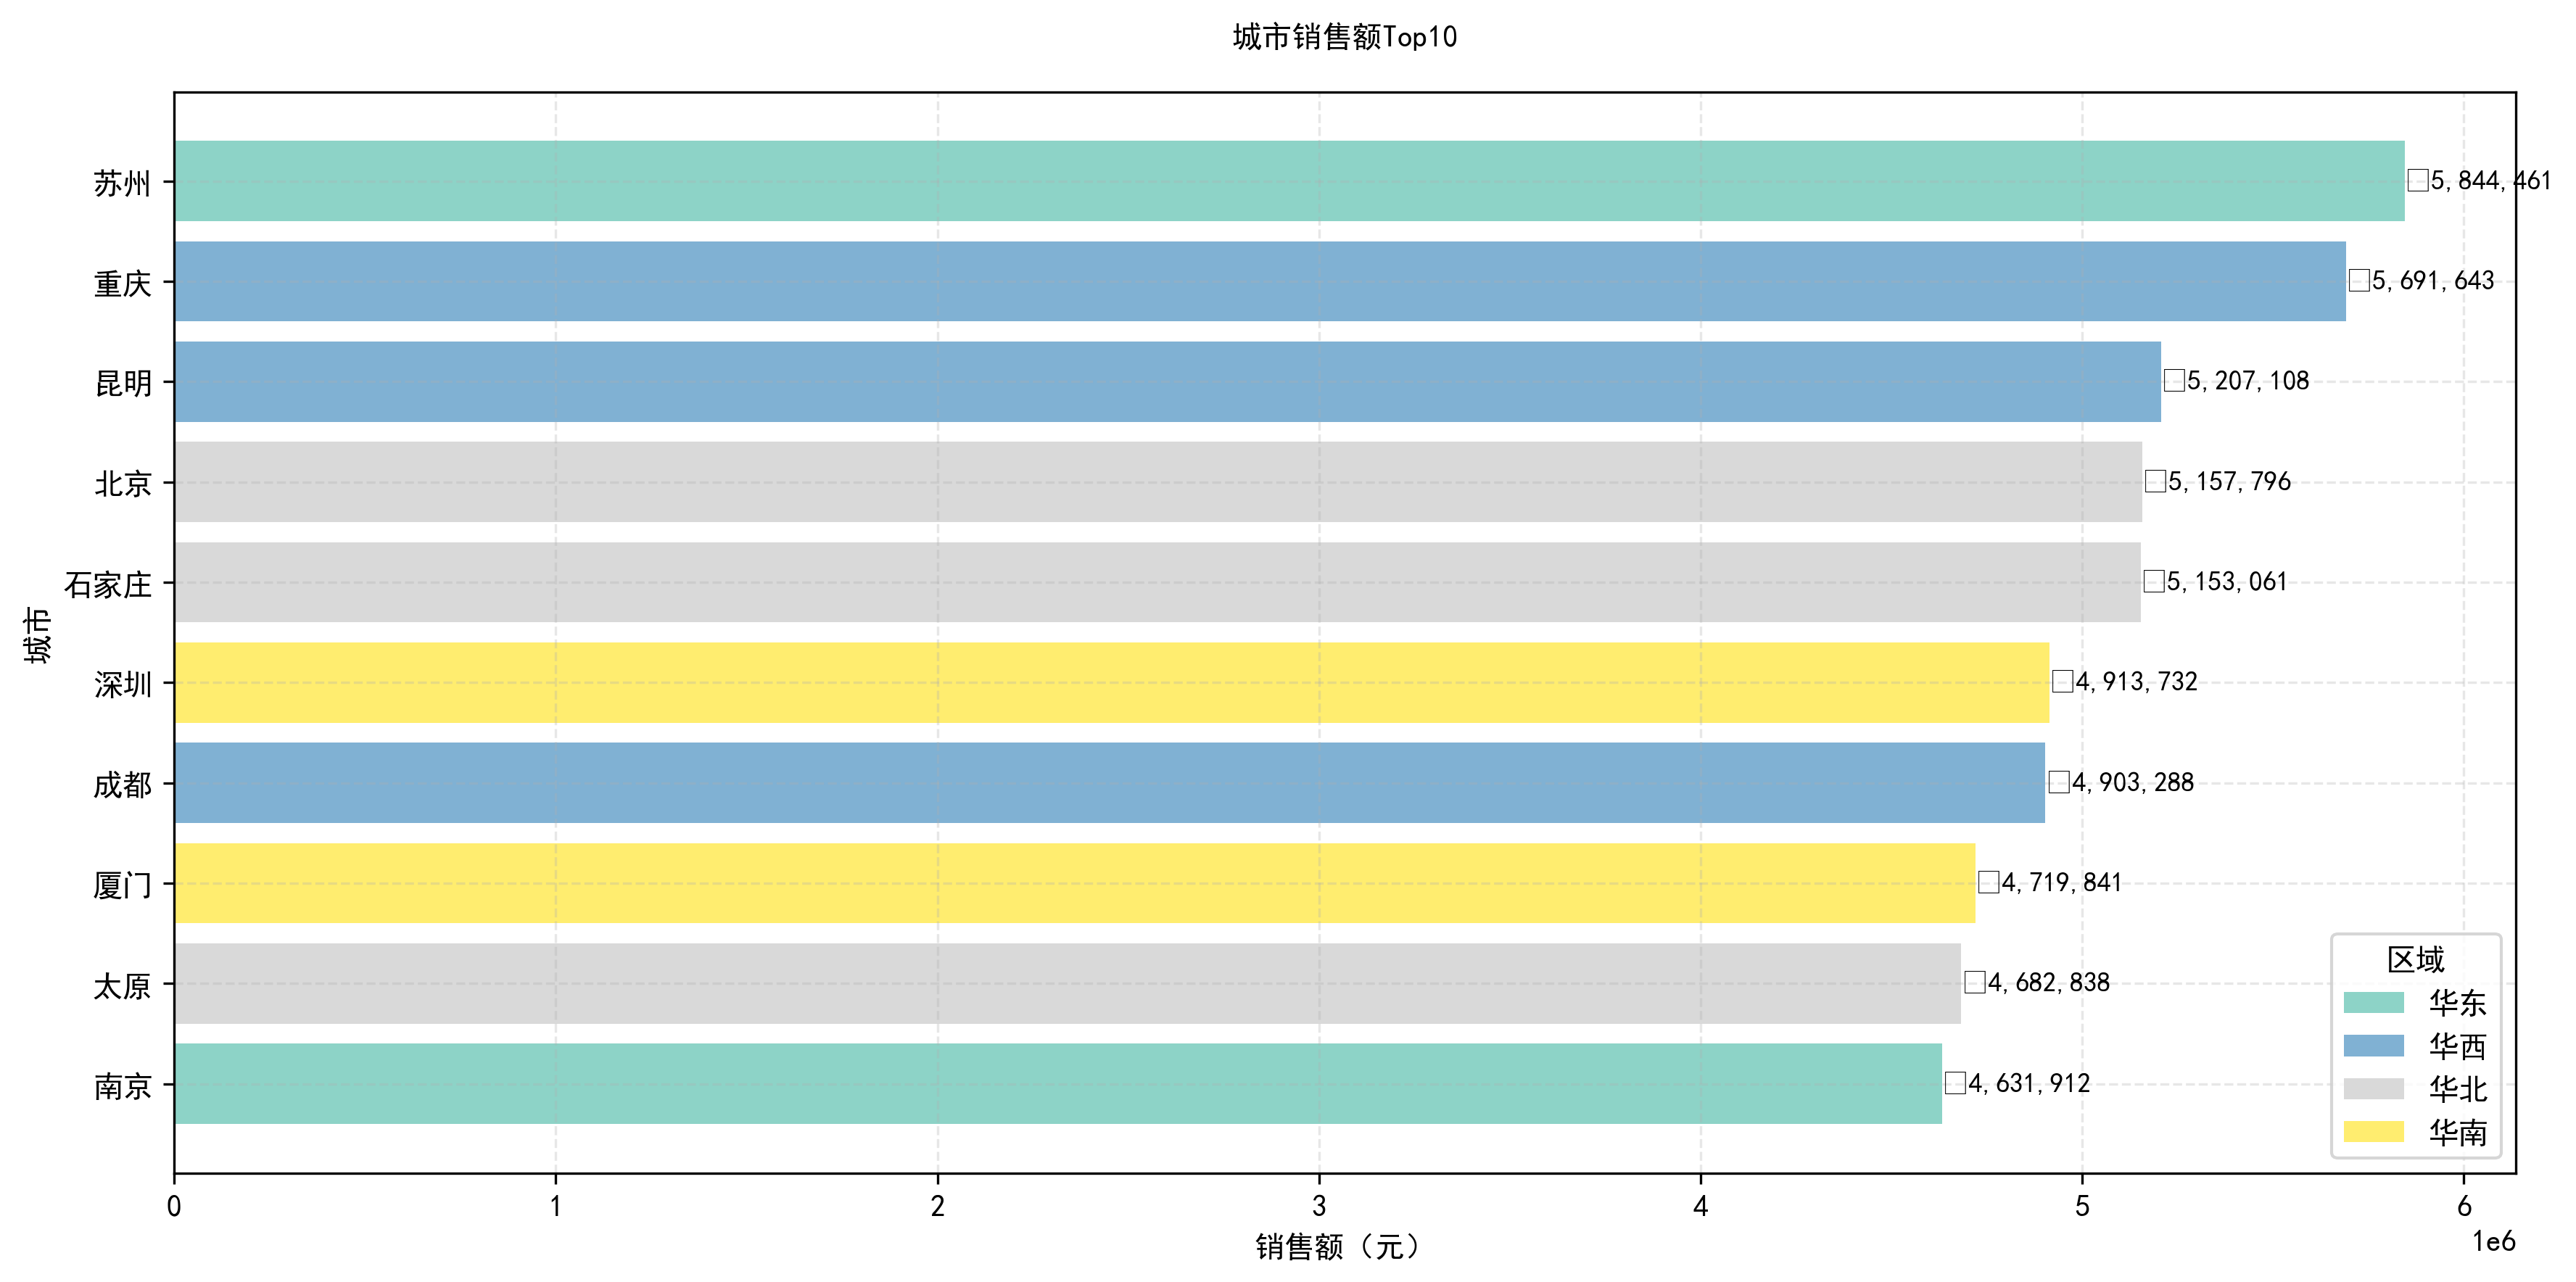 城市销售额Top10
城市
苏州 □5,844,461
重庆 □5,691,643
昆明 □5,207,108
北京 □5,157,796
石家庄 □5,153,061
深圳 □4,913,732
成都 □4,903,288
厦门 □4,719,841
太原 □4,682,838
南京 □4,631,912
区域
华东
华西
华北
华南
0 1 2 3 4 5 6
1e6
销售额（元）